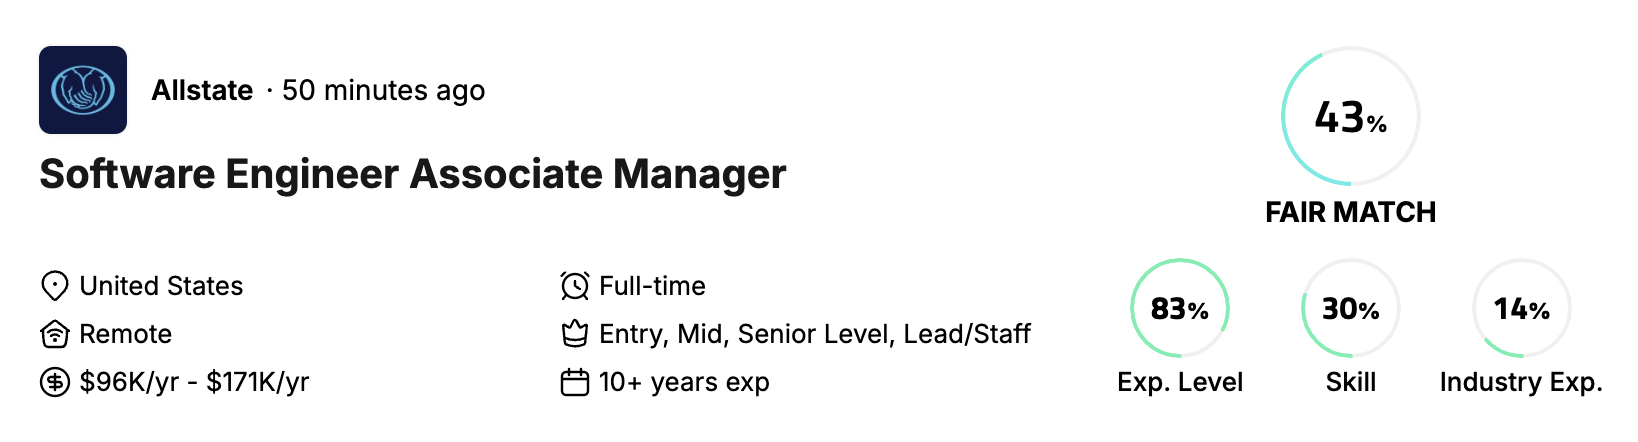 Allstate · 50 minutes ago
Software Engineer Associate Manager
United States
Full-time
Remote
Entry, Mid, Senior Level, Lead/Staff
$96K/yr - $171K/yr
10+ years exp
43%
FAIR MATCH
83%
Exp. Level
30%
Skill
14%
Industry Exp.